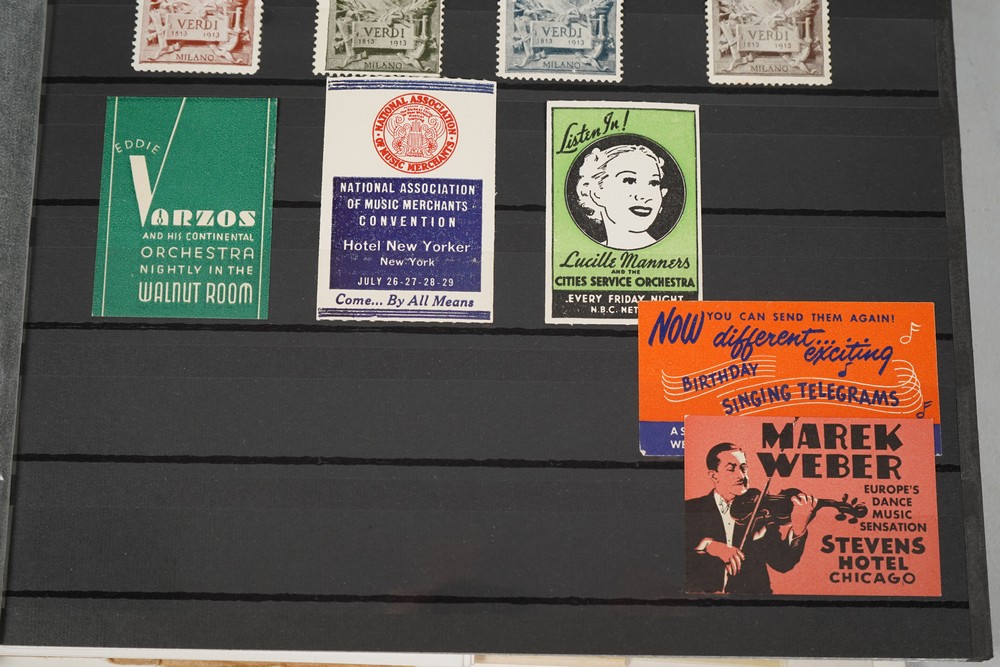 VERDI
1813 1913
MILANO
VERDI
1813 1913
MILANO
VERDI
1813 1913
MILANO
VERDI
1813 1913
MILANO
EDDIE
VARZOS
AND HIS CONTINENTAL
ORCHESTRA
NIGHTLY IN THE
WALNUT ROOM
NATIONAL ASSOCIATION
OF MUSIC MERCHANTS
NATIONAL ASSOCIATION
OF MUSIC MERCHANTS
CONVENTION
Hotel New Yorker
New York
JULY 26-27-28-29
Come... By All Means
Listen In!
Lucille Manners
AND THE
CITIES SERVICE ORCHESTRA
EVERY FRIDAY NIGHT
N.B.C. NET
NOW YOU CAN SEND THEM AGAIN!
different... exciting
BIRTHDAY
SINGING TELEGRAMS
A S
WE
MAREK
WEBER
EUROPE'S
DANCE
MUSIC
SENSATION
STEVENS
HOTEL
CHICAGO